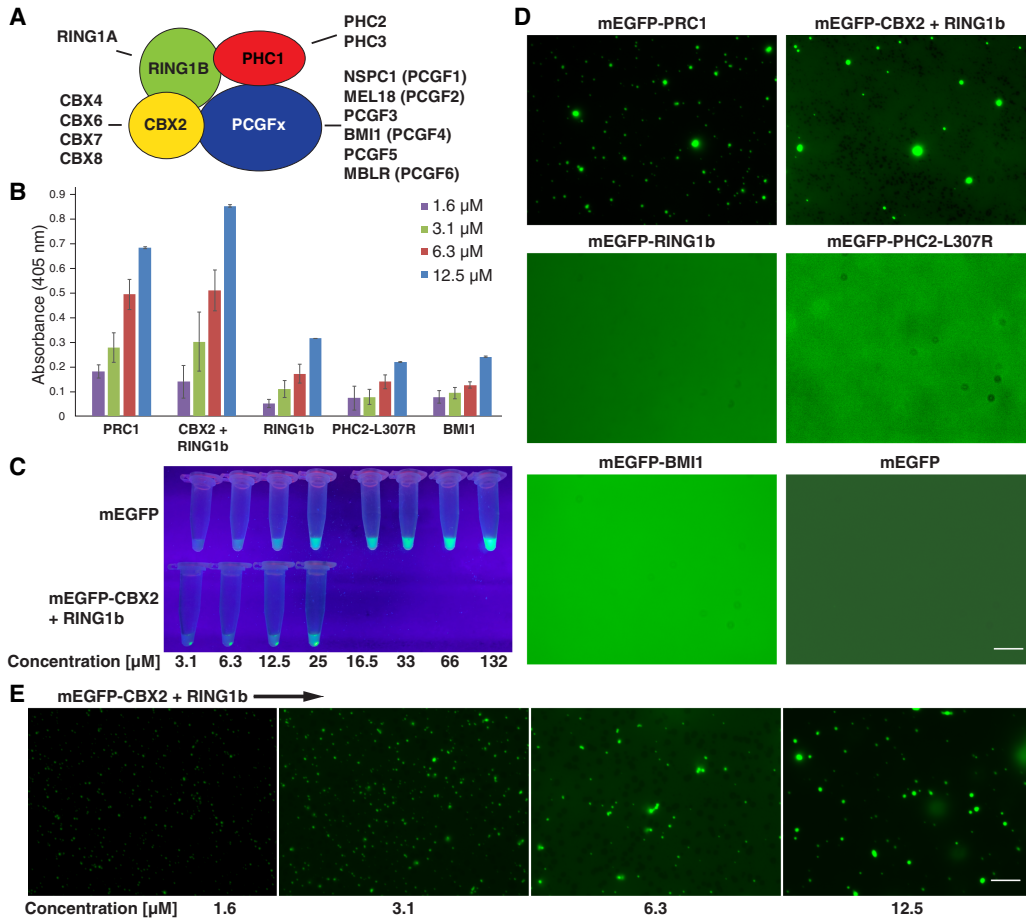 A
RING1A
RING1B
PHC1
PHC2
PHC3
CBX4
CBX6
CBX7
CBX8
CBX2
PCGFx
NSPC1 (PCGF1)
MEL18 (PCGF2)
PCGF3
BMI1 (PCGF4)
PCGF5
MBLR (PCGF6)
B
Absorbance (405 nm)
0.9
0.8
0.7
0.6
0.5
0.4
0.3
0.2
0.1
0
1.6 µM
3.1 µM
6.3 µM
12.5 µM
PRC1
CBX2 +
RING1b
RING1b
PHC2-L307R
BMI1
C
mEGFP
mEGFP-CBX2
+ RING1b
Concentration [µM] 3.1 6.3 12.5 25 16.5 33 66 132
D
mEGFP-PRC1
mEGFP-CBX2 + RING1b
mEGFP-RING1b
mEGFP-PHC2-L307R
mEGFP-BMI1
mEGFP
E
mEGFP-CBX2 + RING1b
Concentration [µM] 1.6 3.1 6.3 12.5